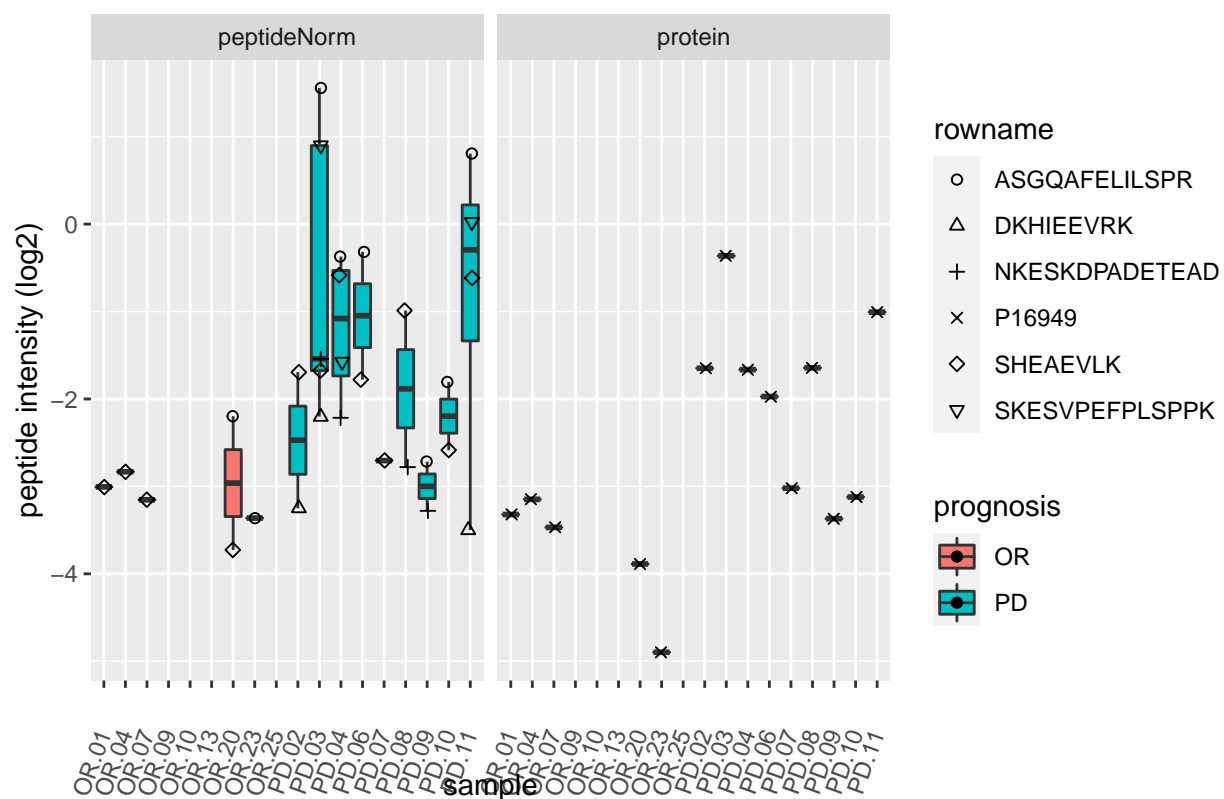 peptideNorm
protein
peptide intensity (log2)
0
−2
−4
OR.01
OR.04
OR.07
OR.09
OR.10
OR.13
OR.20
OR.23
OR.25
PD.02
PD.03
PD.04
PD.06
PD.07
PD.08
PD.09
PD.10
PD.11
OR.01
OR.04
OR.07
OR.09
OR.10
OR.13
OR.20
OR.23
OR.25
PD.02
PD.03
PD.04
PD.06
PD.07
PD.08
PD.09
PD.10
PD.11
sample
rowname
ASGQAFELILSPR
DKHIEEVRK
NKESKDPADETEAD
P16949
SHEAEVLK
SKESVPEFPLSPPK
prognosis
OR
PD